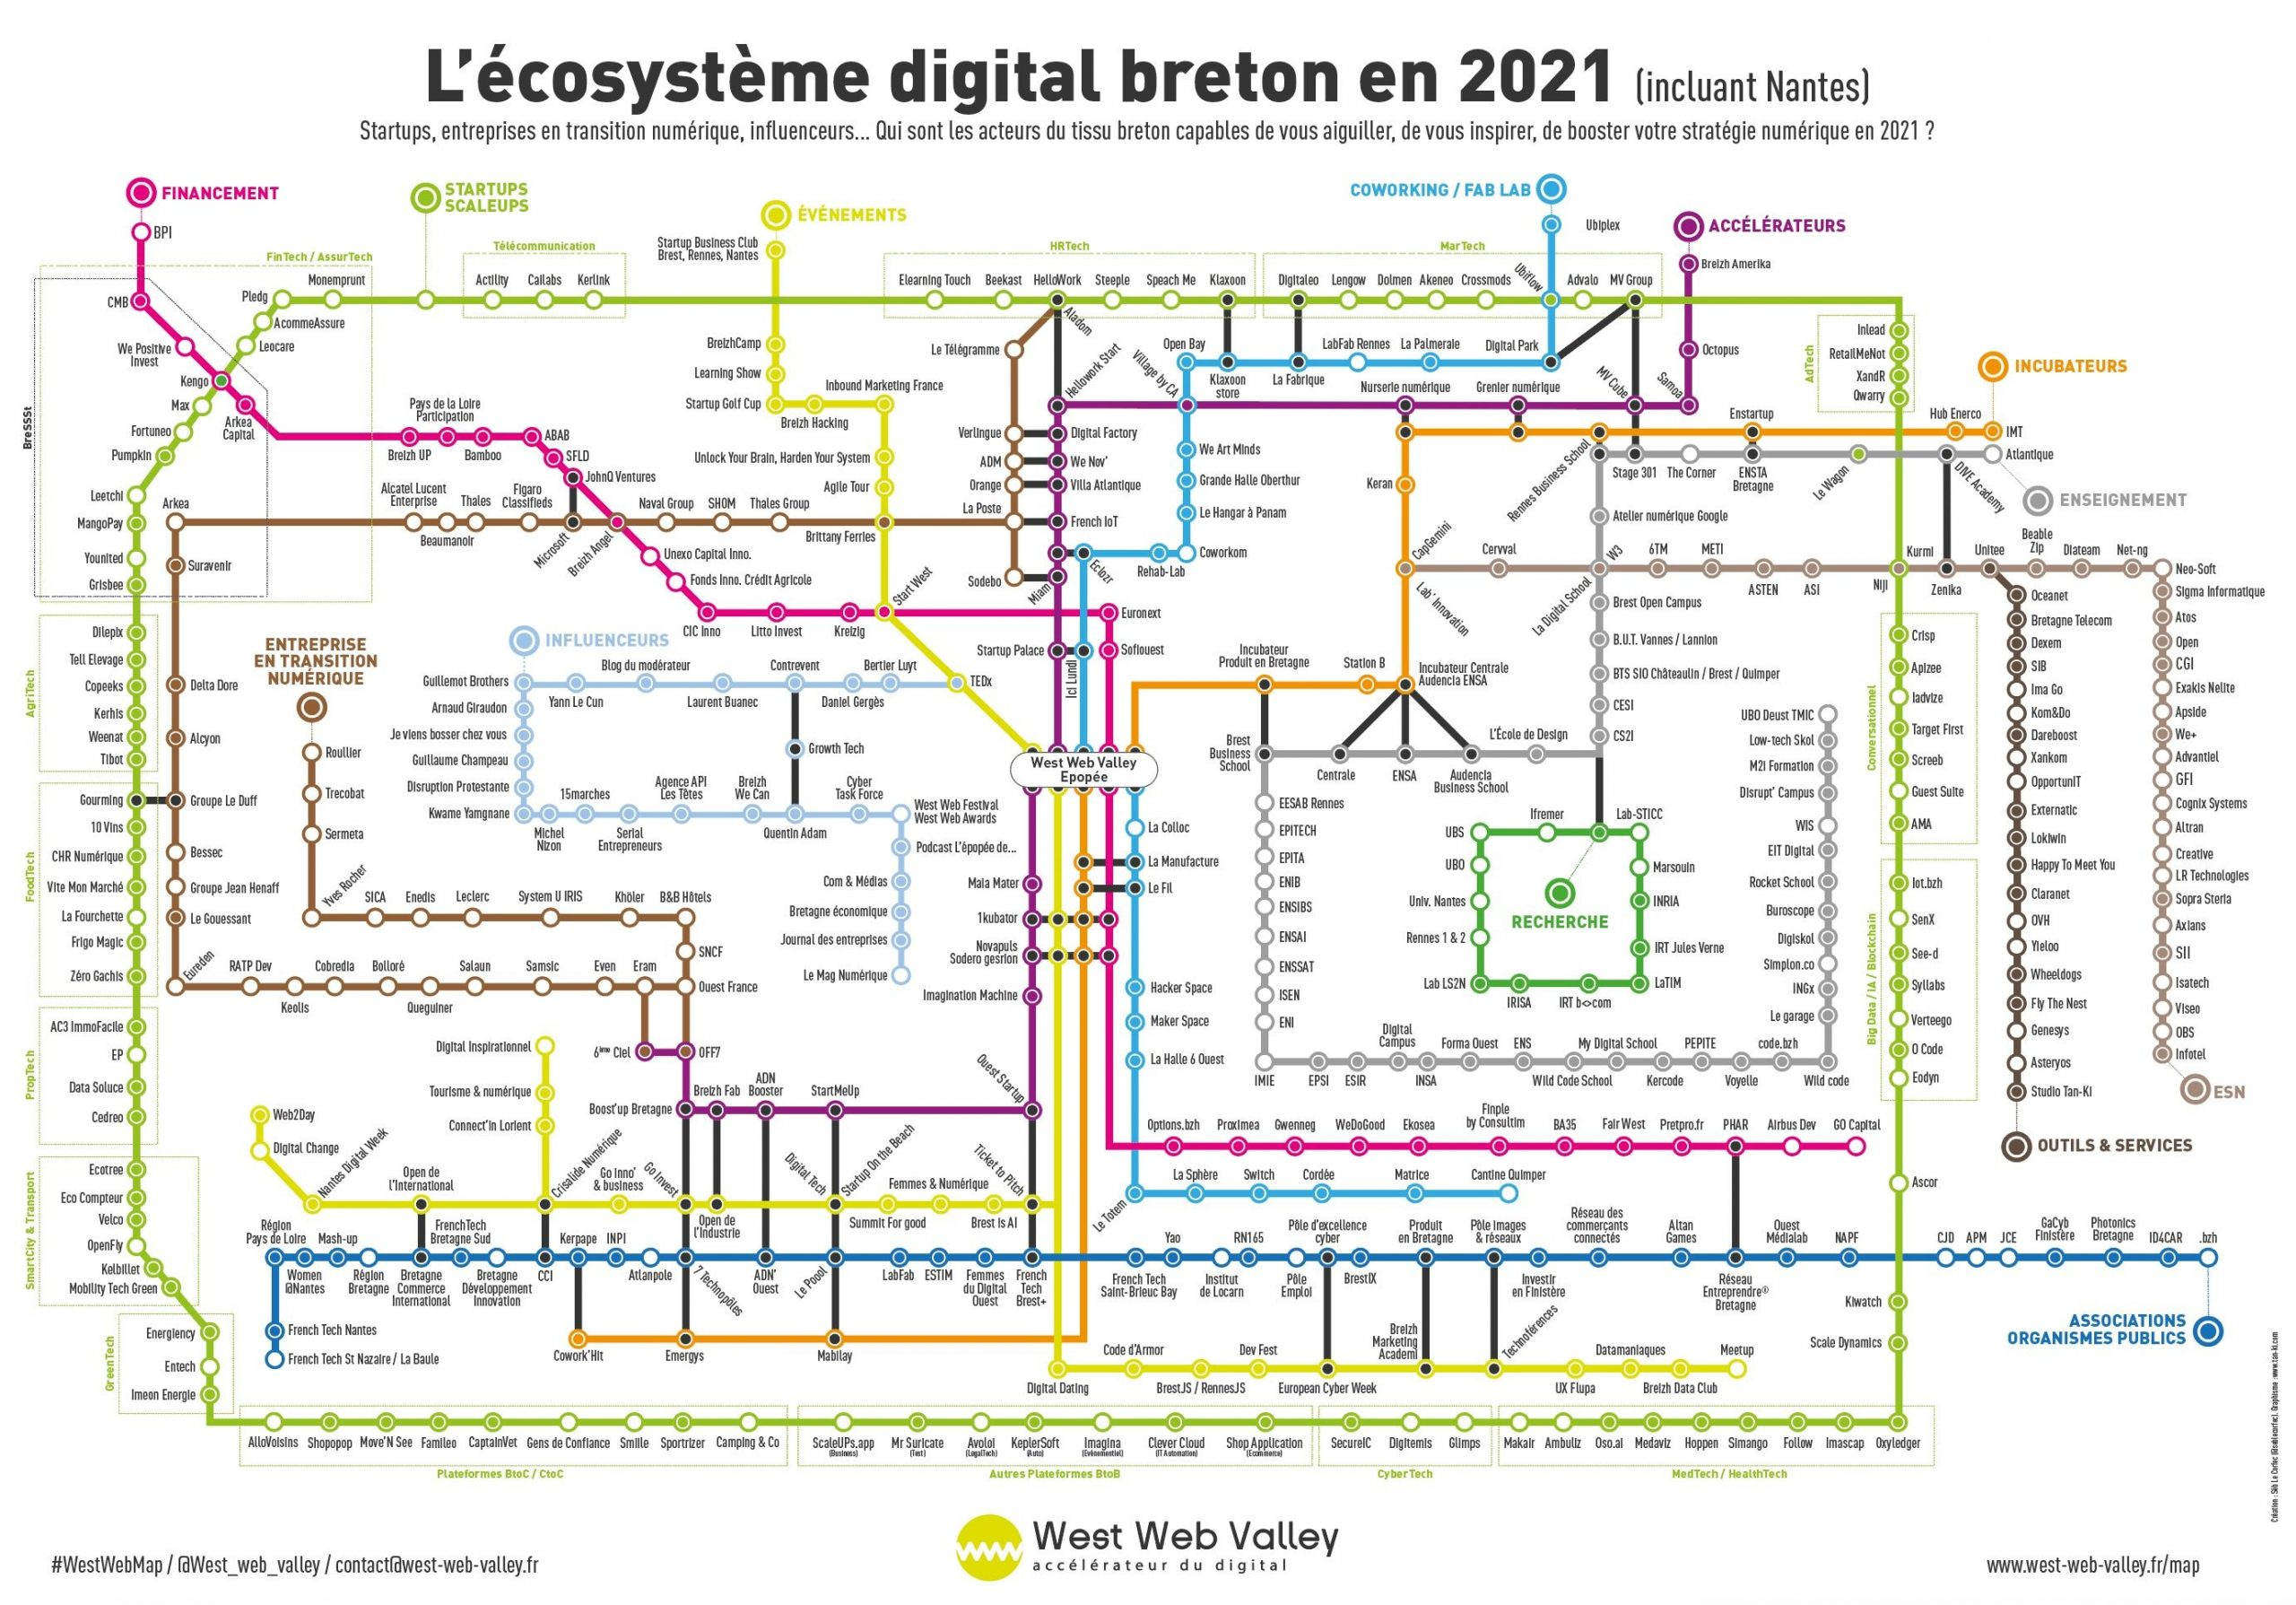 L'écosystème digital breton en 2021 (incluant Nantes)
Startups, entreprises en transition numérique, influenceurs... Qui sont les acteurs du tissu breton capables de vous aiguiller, de vous inspirer, de booster votre stratégie numérique en 2021 ?
FINANCEMENT
BPI
CMB
We Positive
Invest
Kengo
Arkea
Capital
Breizh UP
Pays de la Loire
Participation
Bamboo
ABAB
SFLD
JohnQ Ventures
Breizh Angel
Unexo Capital Inno.
Fonds Inno. Crédit Agricole
CIC Inno
Litto Invest
Kreizig
Start West
Euronext
Sofiouest
STARTUPS
SCALEUPS
FinTech / AssurTech
Monemprunt
Pledg
AcommeAssure
Leocare
Max
Fortuneo
Pumpkin
Leetchi
MangoPay
Younited
Grisbee
BreSSSt
Télécommunication
Actility
Cailabs
Kerlink
HRTech
Elearning Touch
Beekast
HelloWork
Steeple
Speach Me
Klaxoon
MarTech
Digitaleo
Lengow
Dolmen
Akeneo
Crossmods
Ubiflow
Advalo
MV Group
AdTech
Inlead
RetailMeNot
XandR
Qwarry
ÉVÉNEMENTS
Startup Business Club
Brest, Rennes, Nantes
BreizhCamp
Learning Show
Startup Golf Cup
Breizh Hacking
Inbound Marketing France
Unlock Your Brain, Harden Your System
Agile Tour
Brittany Ferries
TEDx
COWORKING / FAB LAB
Ubiplex
Digital Park
La Palmeraie
LabFab Rennes
La Fabrique
Klaxoon
store
Open Bay
Village by CA
We Art Minds
Grande Halle Oberthur
Le Hangar à Panam
Coworkom
Rehab-Lab
Eclozr
Ici Lundi
ACCÉLÉRATEURS
Breizh Amerika
Octopus
Samoa
MV Cube
Grenier numérique
Nurserie numérique
Hellowork Start
Digital Factory
We Nov'
Villa Atlantique
French IoT
Miam
Startup Palace
INCUBATEURS
IMT
Hub Enerco
Enstartup
Rennes Business School
Keran
CapGemini
Lab' Innovation
Incubateur Centrale
Audencia ENSA
Station B
Incubateur
Produit en Bretagne
ENSEIGNEMENT
Atlantique
DIVE Academy
Le Wagon
ENSTA
Bretagne
The Corner
Stage 301
Atelier numérique Google
W3
La Digital School
Brest Open Campus
B.U.T. Vannes / Lannion
BTS SIO Châteaulin / Brest / Quimper
CESI
CS2I
L'École de Design
Audencia
Business School
ENSA
Centrale
Brest
Business
School
EESAB Rennes
EPITECH
EPITA
ENIB
ENSIBS
ENSAI
ENSSAT
ISEN
ENI
IMIE
EPSI
ESIR
Digital
Campus
INSA
Forma Ouest
ENS
Wild Code School
My Digital School
Kercode
PEPITE
Voyelle
code.bzh
Wild code
Le garage
INGx
Simplon.co
Digiskol
Buroscope
Rocket School
EIT Digital
WIS
Disrupt' Campus
M2I Formation
Low-tech Skol
UBO Deust TMIC
RECHERCHE
UBS
Ifremer
Lab-STICC
UBO
Marsouin
Univ. Nantes
INRIA
Rennes 1 & 2
IRT Jules Verne
Lab LS2N
IRISA
IRT b<>com
LaTIM
ENTREPRISE
EN TRANSITION
NUMÉRIQUE
Roullier
Trecobat
Sermeta
Yves Rocher
SICA
Enedis
Leclerc
System U IRIS
Khöler
B&B Hôtels
SNCF
Ouest France
Eram
Even
Samsic
Salaun
Queguiner
Bolloré
Cobredia
Keolis
RATP Dev
Eureden
Le Gouessant
Groupe Jean Henaff
Bessec
Groupe Le Duff
Alcyon
Delta Dore
Suravenir
Arkea
Alcatel Lucent
Enterprise
Beaumanoir
Thales
Figaro
Classifieds
Microsoft
Naval Group
SHOM
Thales Group
La Poste
Sodebo
Orange
ADM
Verlingue
Le Télégramme
Aladom
INFLUENCEURS
Guillemot Brothers
Yann Le Cun
Blog du modérateur
Laurent Buanec
Contrevent
Daniel Gergès
Bertier Luyt
Growth Tech
Arnaud Giraudon
Je viens bosser chez vous
Guillaume Champeau
Disruption Protestante
Kwame Yamgnane
Michel
Nizon
15marches
Serial
Entrepreneurs
Agence API
Les Têtes
Breizh
We Can
Quentin Adam
Cyber
Task Force
West Web Festival
West Web Awards
Podcast L'épopée de...
Com & Médias
Bretagne économique
Journal des entreprises
Le Mag Numérique
West Web Valley
Epopée
Maia Mater
1kubator
Novapuls
Sodero gesrion
Imagination Machine
Ouest Startup
La Colloc
La Manufacture
Le Fil
Hacker Space
Maker Space
La Halle 6 Ouest
Le Totem
La Sphère
Switch
Cordée
Matrice
Cantine Quimper
6ème Ciel
OFF7
Boost'up Bretagne
Breizh Fab
ADN
Booster
StartMeUp
Options.bzh
Proximea
Gwenneg
WeDoGood
Ekosea
Finple
by Consultim
BA35
Fair West
Pretpro.fr
PHAR
Airbus Dev
GO Capital
ESN
Cervval
6TM
METI
ASTEN
ASI
Niji
Kurmi
Zenika
Unitee
Beable
Zip
Diateam
Net-ng
Neo-Soft
Sigma Informatique
Atos
Open
CGI
Exakis Nelite
Apside
We+
Advantiel
GFI
Cognix Systems
Altran
Creative
LR Technologies
Sopra Steria
Axians
SII
Isatech
Viseo
OBS
Infotel
OUTILS & SERVICES
Oceanet
Bretagne Telecom
Dexem
SIB
Ima Go
Kom&Do
Dareboost
Xankom
OpportunIT
Externatic
Lokiwin
Happy To Meet You
Claranet
OVH
Yieloo
Wheeldogs
Fly The Nest
Genesys
Asteryos
Studio Tan-Ki
AgriTech
Dilepix
Tell Elevage
Copeeks
Kerhis
Weenat
Tibot
FoodTech
Gourming
10 Vins
CHR Numérique
Vite Mon Marché
La Fourchette
Frigo Magic
Zéro Gachis
PropTech
AC3 ImmoFacile
EP
Data Soluce
Cedreo
SmartCity & Transport
Ecotree
Eco Compteur
Velco
OpenFly
Kelbillet
Mobility Tech Green
GreenTech
Energiency
Entech
Imeon Energie
Conversationnel
Crisp
Apizee
Iadvize
Target First
Screeb
Guest Suite
AMA
Big Data / IA / Blockchain
Iot.bzh
SenX
See-d
Syllabs
Verteego
O Code
Eodyn
Ascor
Kiwatch
Scale Dynamics
Web2Day
Digital Change
Nantes Digital Week
Open de
l'International
Digital Inspirationnel
Tourisme & numérique
Connect'in Lorient
Crisalide Numérique
Go Inno'
& business
Go Invest
Open de
l'Industrie
Digital Tech
Startup On the Beach
Summit For good
Femmes & Numérique
Brest is AI
Ticket to Pitch
Région
Pays de Loire
Women
@Nantes
Mash-up
Région
Bretagne
Bretagne
Commerce
International
FrenchTech
Bretagne Sud
Bretagne
Développement
Innovation
CCI
Kerpape
INPI
Atlanpole
7 Technopôles
ADN'
Ouest
Le Poool
LabFab
ESTIM
Femmes
du Digital
Ouest
French
Tech
Brest+
French Tech
Saint-Brieuc Bay
Yao
Institut
de Locarn
RN165
Pôle
Emploi
Pôle d'excellence
cyber
BrestIX
Produit
en Bretagne
Pôle images
& réseaux
Investir
en Finistère
Réseau des
commerçants
connectés
Altan
Games
Réseau
Entreprendre®
Bretagne
Ouest
Médialab
NAPF
CJD
APM
JCE
GaCyb
Finistère
Photonics
Bretagne
ID4CAR
.bzh
ASSOCIATIONS
ORGANISMES PUBLICS
French Tech Nantes
French Tech St Nazaire / La Baule
Cowork'Hit
Emergys
Mabilay
Digital Dating
Code d'Armor
BrestJS / RennesJS
Dev Fest
European Cyber Week
Breizh
Marketing
Academi
Technoférences
UX Flupa
Datamaniaques
Breizh Data Club
Meetup
AlloVoisins
Shopopop
Move'N See
Famileo
CaptainVet
Gens de Confiance
Smiile
Sportrizer
Camping & Co
Plateformes BtoC / CtoC
ScaleUPs.app
(Business)
Mr Suricate
(Test)
Avoloi
(LegalTech)
KeplerSoft
(Auto)
Imagina
(Evénementiel)
Clever Cloud
(IT Automation)
Shop Application
(Ecommerce)
Autres Plateformes BtoB
SecureIC
Digitemis
Glimps
CyberTech
Makair
Ambuliz
Oso.ai
Medaviz
Hoppen
Simango
Follow
Imascap
Oxyledger
MedTech / HealthTech
West Web Valley
accélérateur du digital
#WestWebMap / @West_web_valley / contact@west-web-valley.fr
www.west-web-valley.fr/map